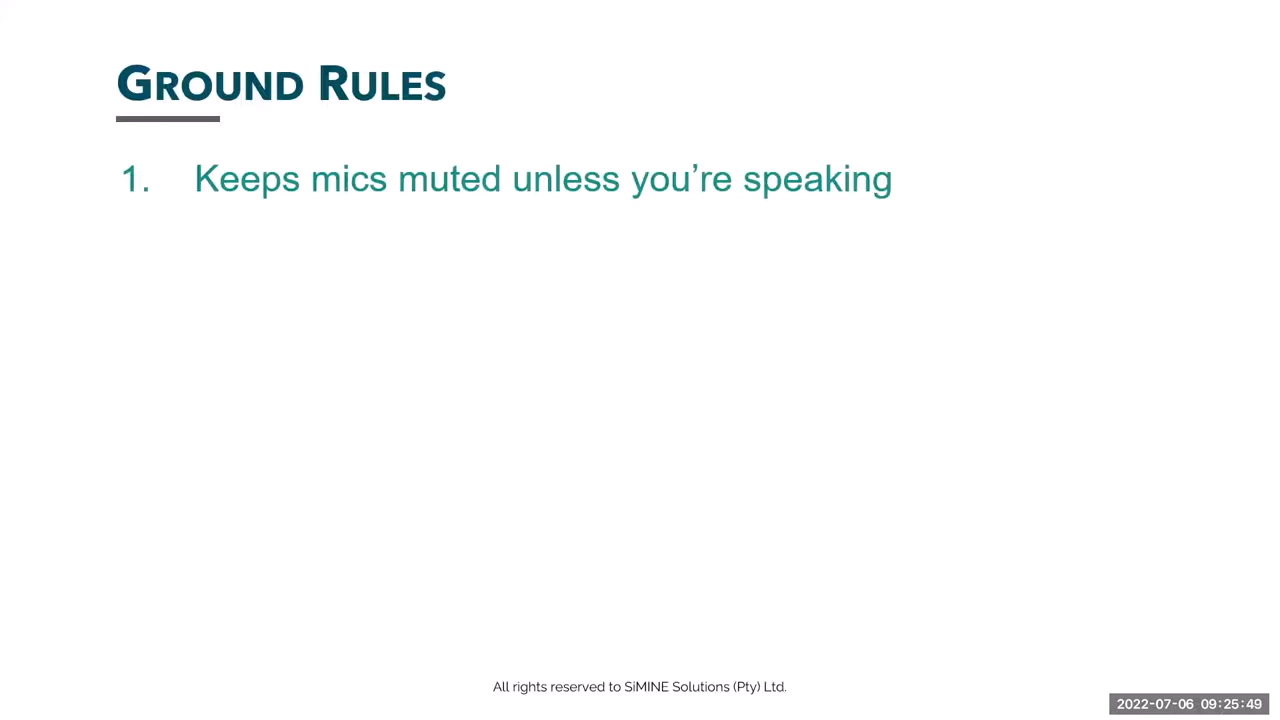 GROUND RULES
1. Keeps mics muted unless you’re speaking
All rights reserved to SiMINE Solutions (Pty) Ltd.
2022-07-06 09:25:49